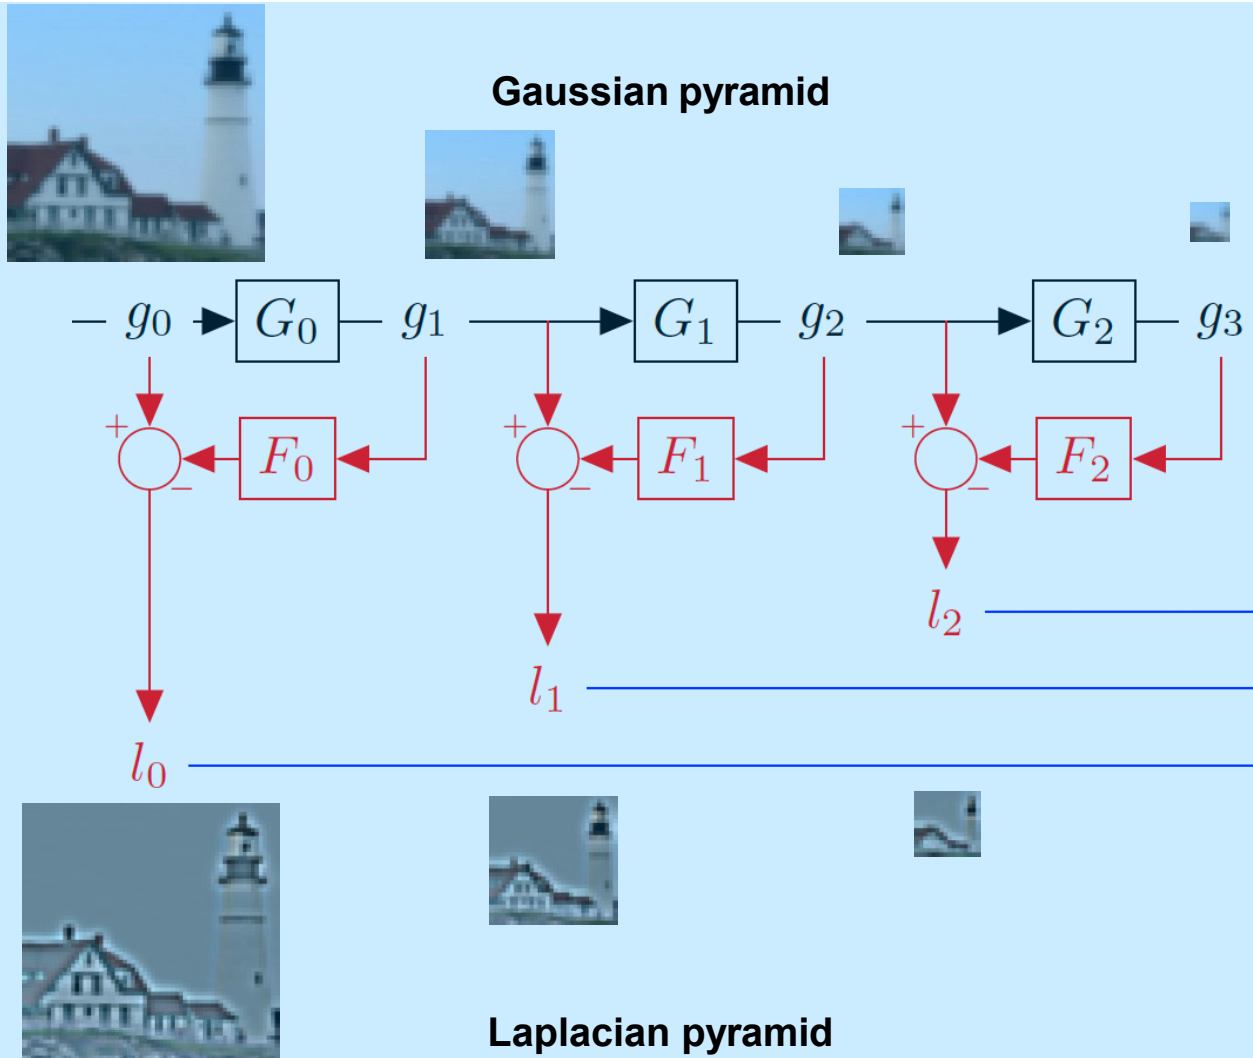 Gaussian pyramid
g₀ G₀ g₁ G₁ g₂ G₂ g₃
+ + +
F₀ F₁ F₂
− − −
l₂
l₁
l₀
Laplacian pyramid